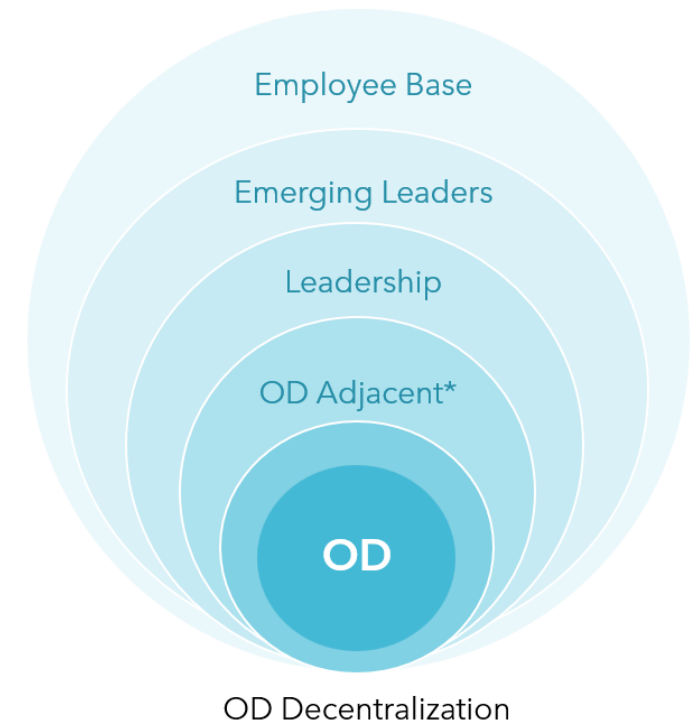 Employee Base
Emerging Leaders
Leadership
OD Adjacent*
OD
OD Decentralization